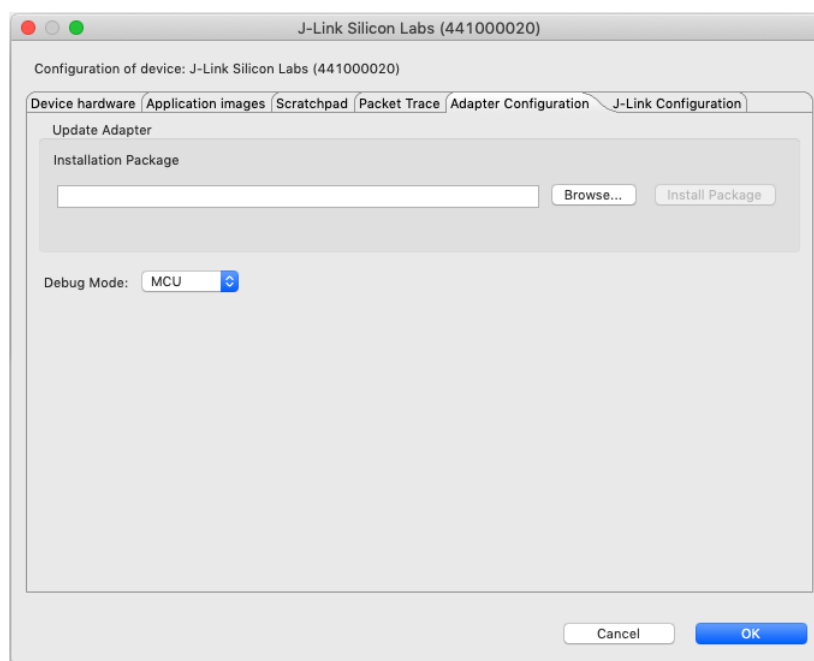 J-Link Silicon Labs (441000020)
Configuration of device: J-Link Silicon Labs (441000020)
Device hardware Application images Scratchpad Packet Trace Adapter Configuration J-Link Configuration
Update Adapter
Installation Package
Browse... Install Package
Debug Mode: MCU
Cancel OK